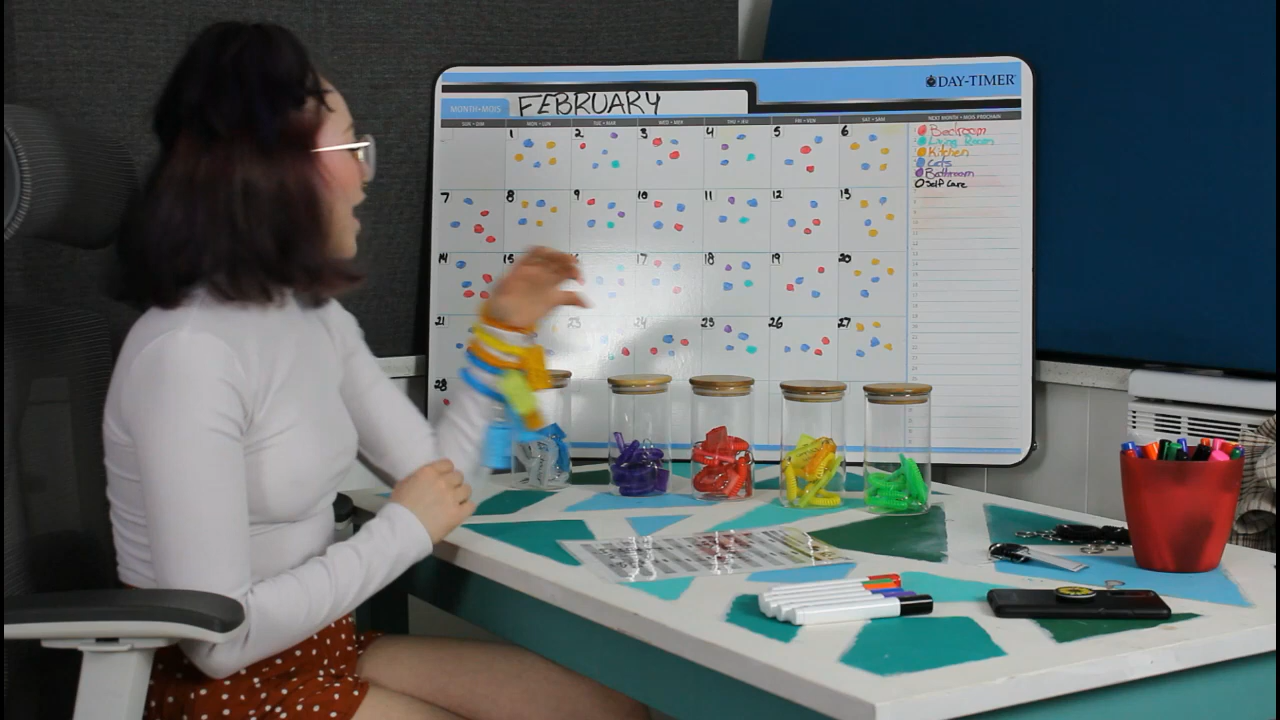 DAY-TIMER
MONTH•MOIS FEBRUARY
SUN • DIM MON • LUN TUE • MAR WED • MER THU • JEU FRI • VEN SAT • SAM NEXT MONTH • MOIS PROCHAIN
Bedroom
Living Room
Kitchen
Cats
Bathroom
Self Care
1 2 3 4 5 6
7 8 9 10 11 12 13
14 15 17 18 19 20
21 23 24 25 26 27
28